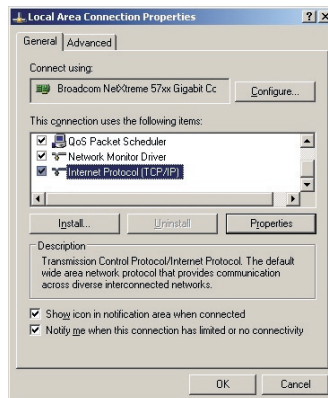 Local Area Connection Properties
General Advanced
Connect using:
Broadcom NetXtreme 57xx Gigabit Cc
Configure...
This connection uses the following items:
QoS Packet Scheduler
Network Monitor Driver
Internet Protocol (TCP/IP)
Install... Uninstall Properties
Description
Transmission Control Protocol/Internet Protocol. The default
wide area network protocol that provides communication
across diverse interconnected networks.
Show icon in notification area when connected
Notify me when this connection has limited or no connectivity
OK Cancel